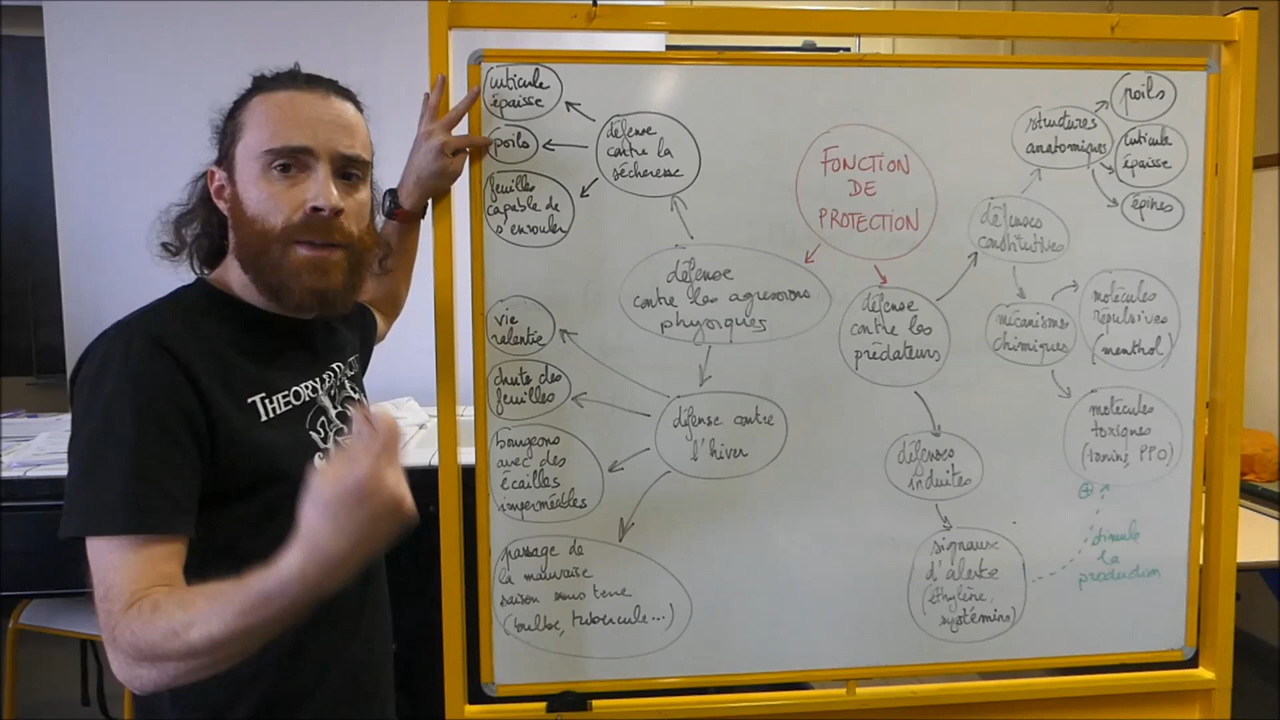 cuticule
épaisse
poils
feuilles
capable de
s'enrouler
défense
contre la
sécheresse
FONCTION
DE
PROTECTION
structures
anatomiques
poils
cuticule
épaisse
épines
défenses
constitutives
défense
contre les agressions
physiques
défense
contre les
prédateurs
mécanismes
chimiques
molécules
répulsives
(menthol)
molécules
toxiques
(tanins, PPO)
vie
ralentie
chute des
feuilles
bourgeons
avec des
écailles
imperméables
défense contre
l'hiver
passage de
la mauvaise
saison sous terre
(bulbe, tubercule...)
défenses
induites
signaux
d'alerte
(éthylène,
systémine)
+
stimule
la
production
THEORY